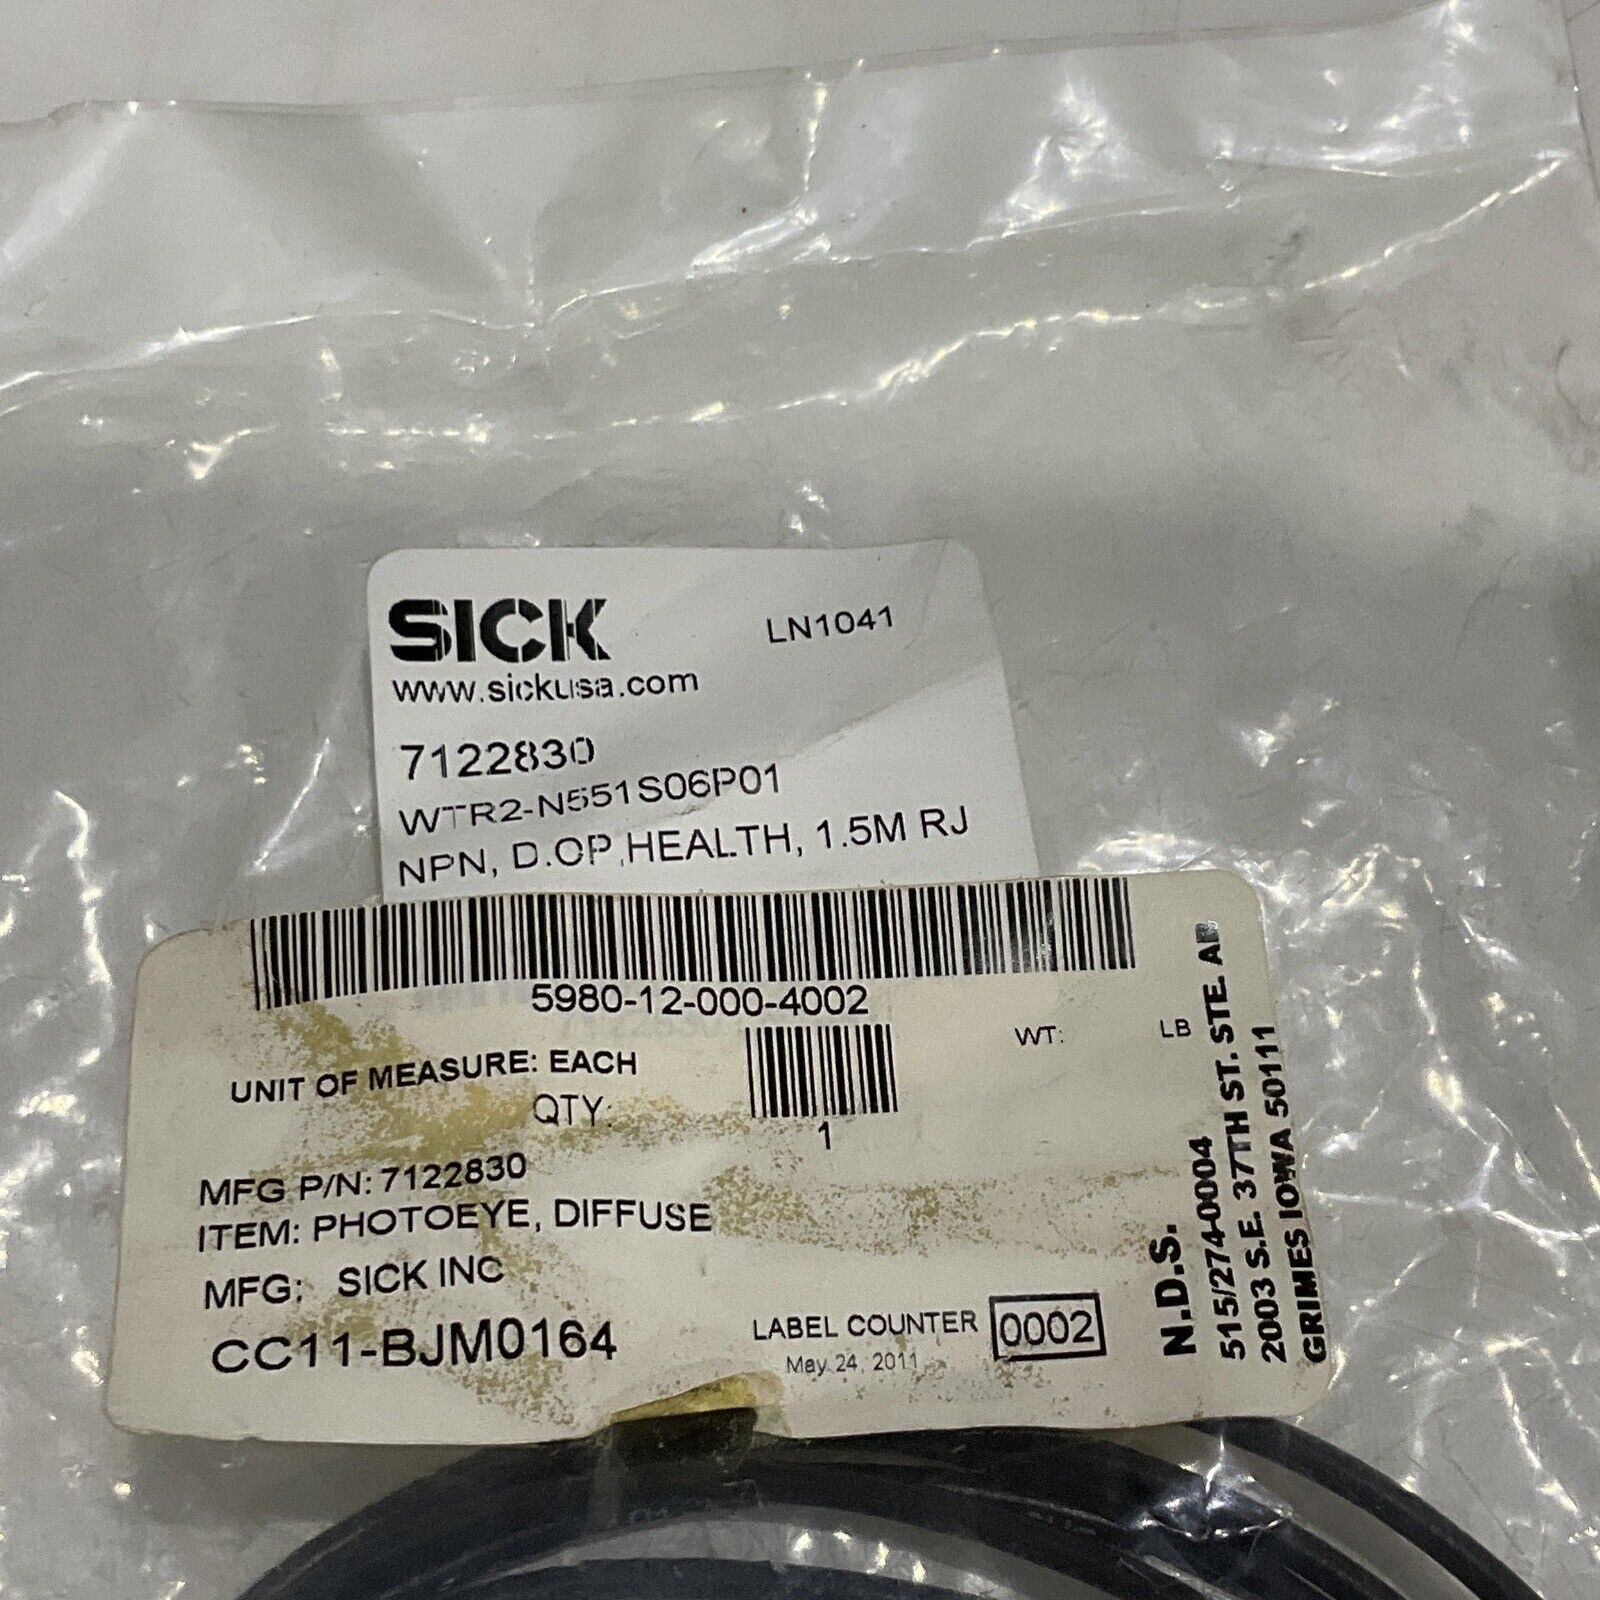 SICK
LN1041
www.sickusa.com
7122830
WTR2-N551S06P01
NPN, D.OP,HEALTH, 1.5M RJ
5980-12-000-4002
UNIT OF MEASURE: EACH
WT: LB
QTY:
1
MFG P/N: 7122830
ITEM: PHOTOEYE, DIFFUSE
MFG: SICK INC
CC11-BJM0164
LABEL COUNTER 0002
May 24, 2011
N.D.S.
515/274-0004
2003 S.E. 37TH ST. STE. AB
GRIMES IOWA 50111